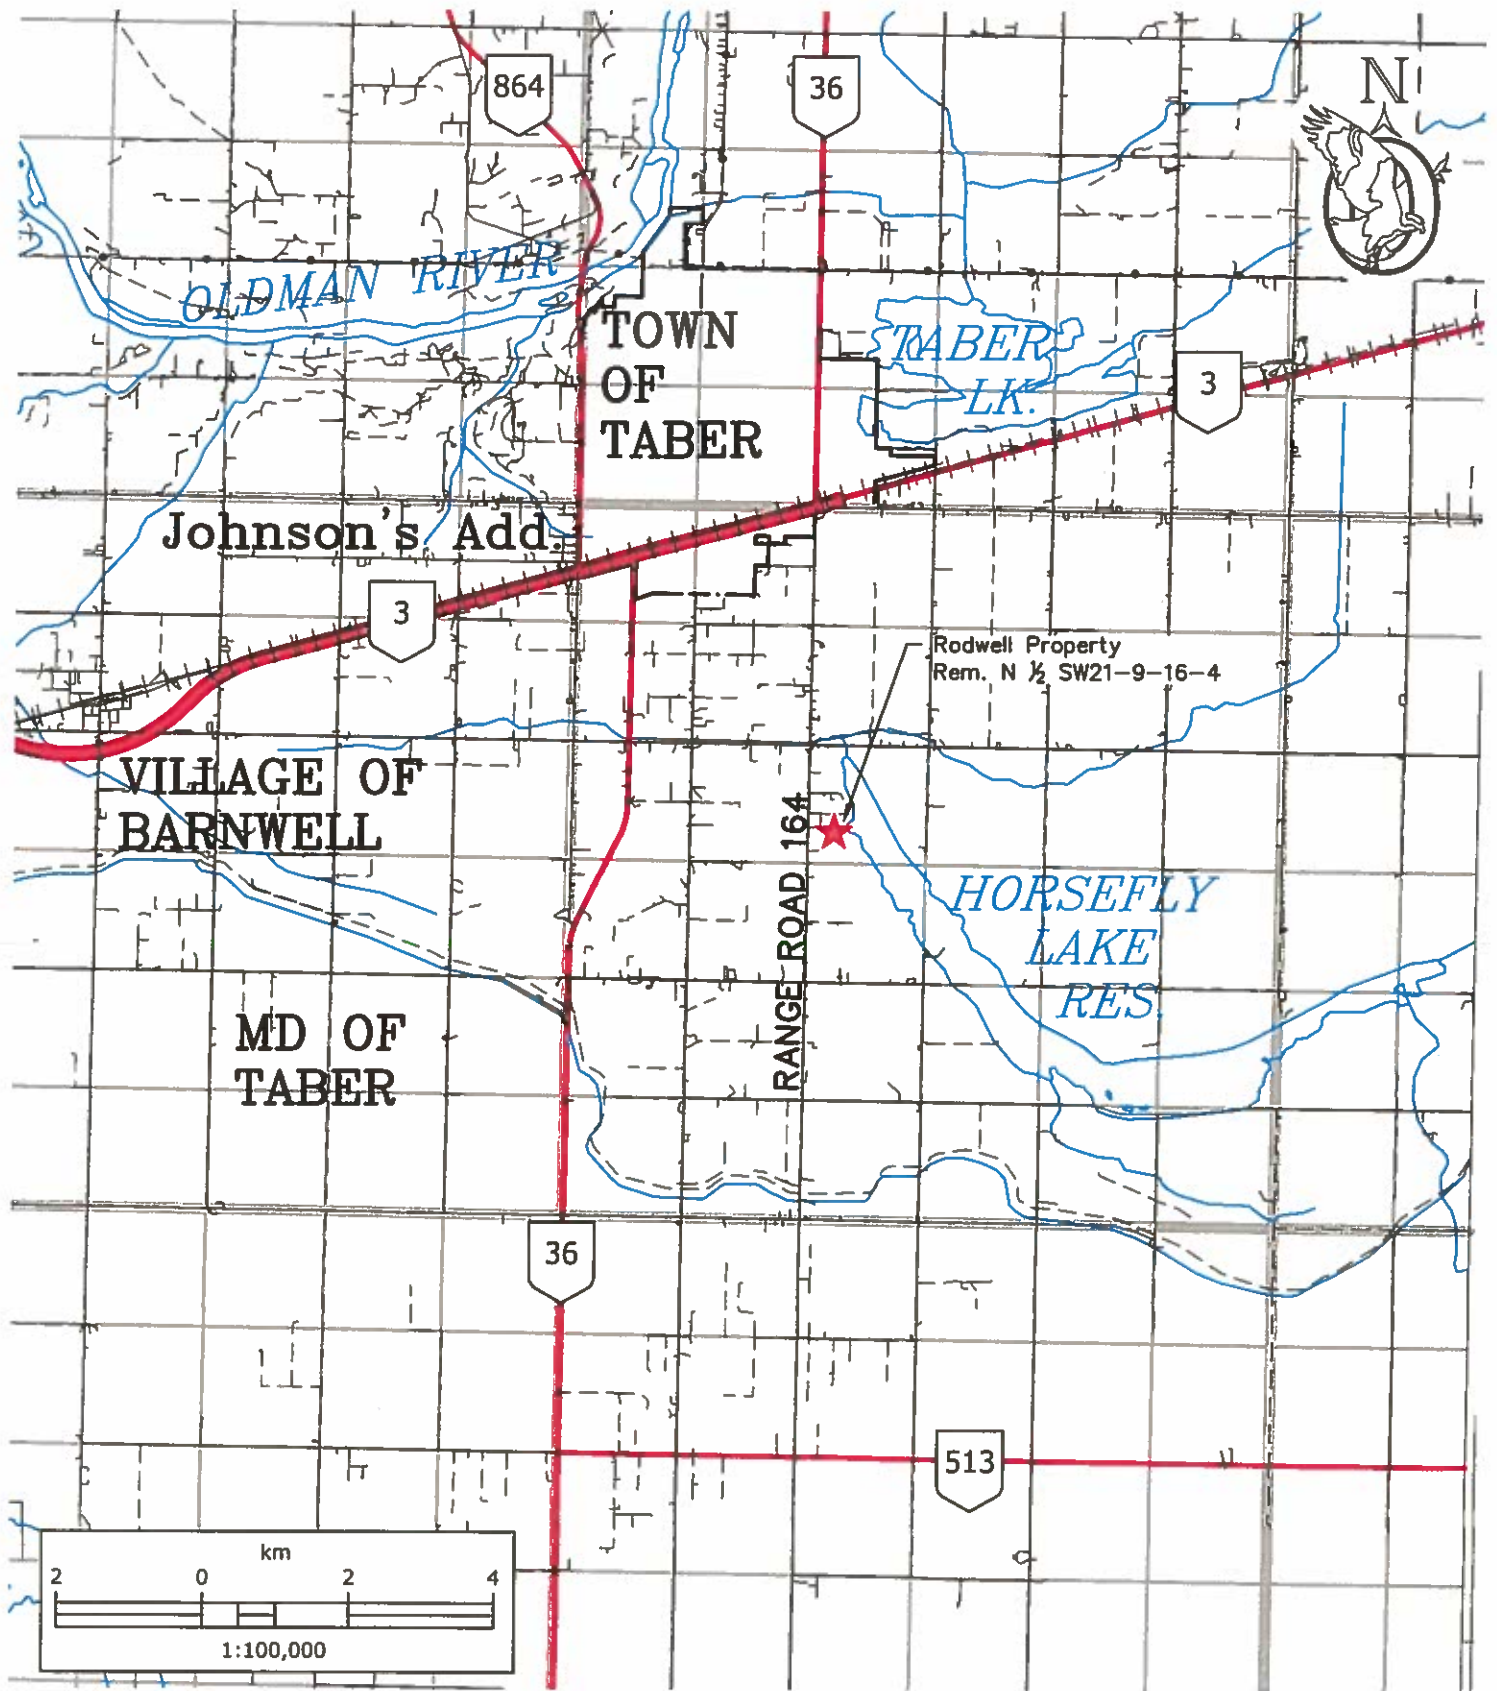 864
36
N
OLDMAN RIVER
TOWN
OF
TABER
TABER
LK.
3
Johnson's Add.
3
Rodwell Property
Rem. N ½ SW21-9-16-4
VILLAGE OF
BARNWELL
RANGE ROAD 164
HORSEFLY
LAKE
RES.
MD OF
TABER
36
513
km
2 0 2 4
1:100,000